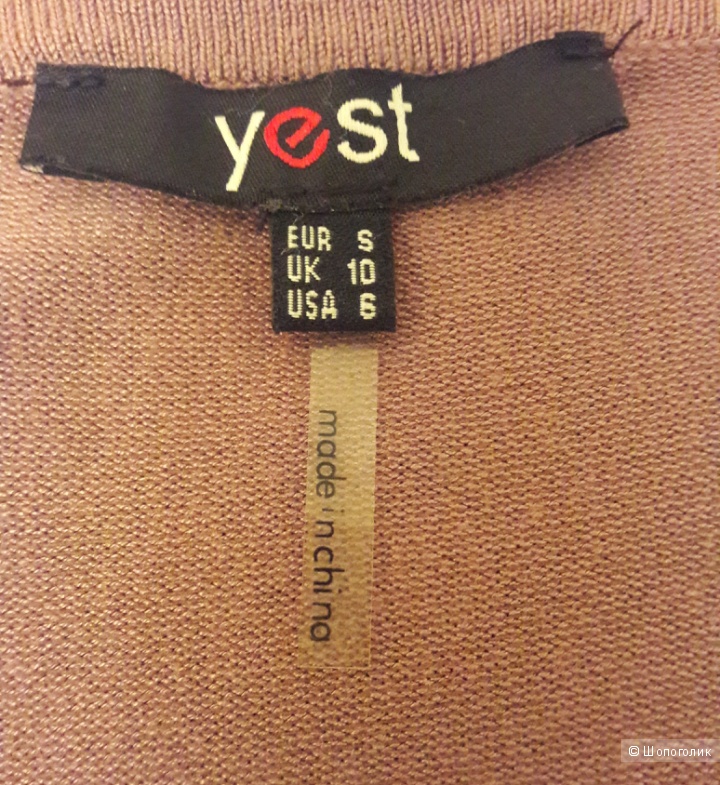 yest
EUR S
UK 10
USA 6
made in china
© Шопоголик